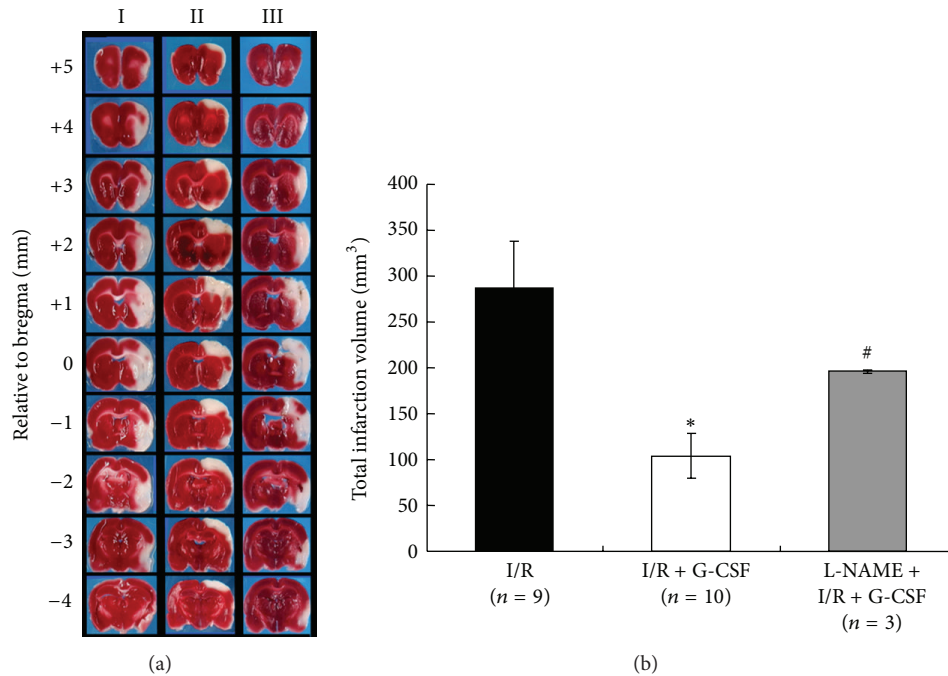 I II III
Relative to bregma (mm)
+5
+4
+3
+2
+1
0
−1
−2
−3
−4
(a)
Total infarction volume (mm³)
400
350
300
250
200
150
100
50
0
*
#
I/R
(n = 9)
I/R + G-CSF
(n = 10)
L-NAME +
I/R + G-CSF
(n = 3)
(b)